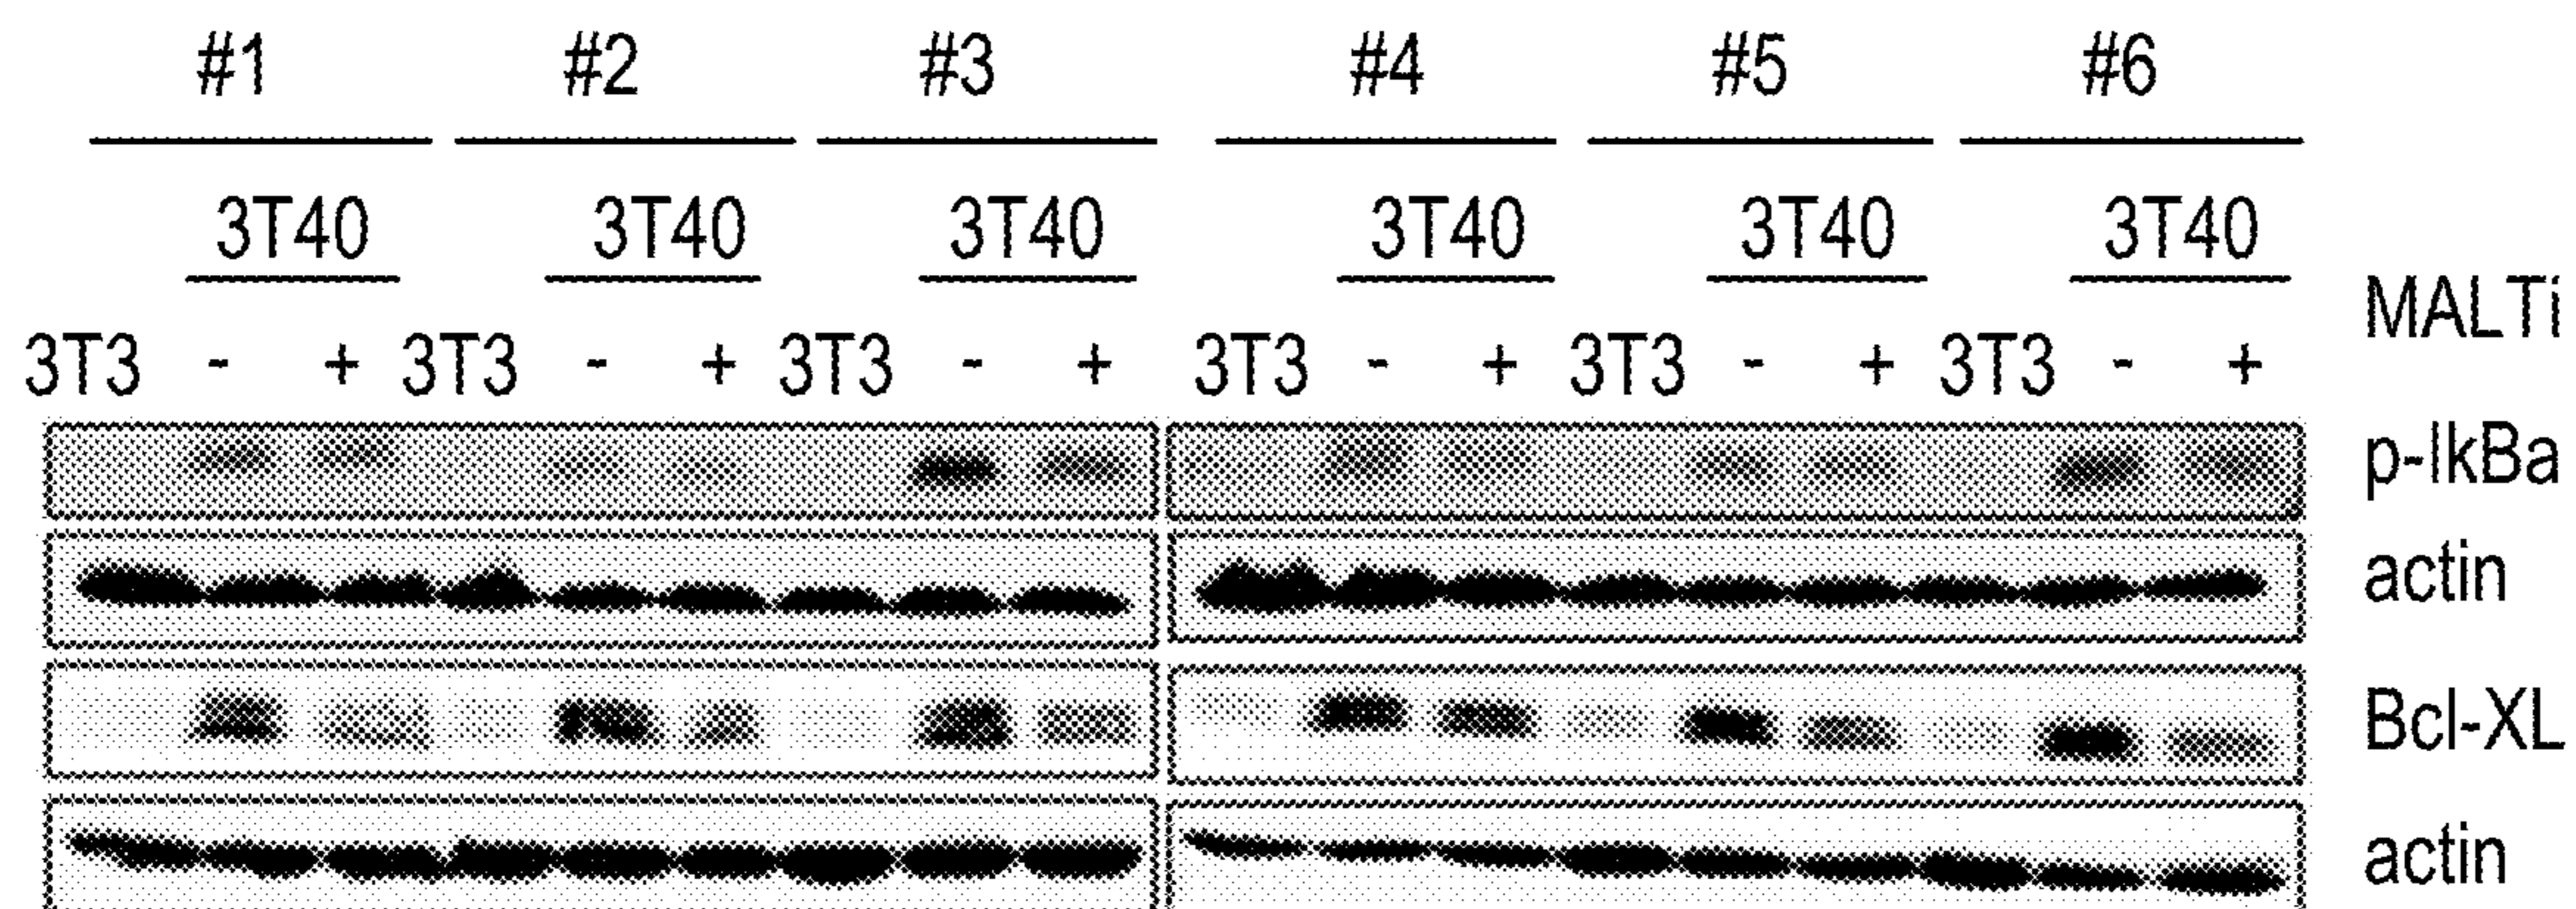 #1 #2 #3 #4 #5 #6
3T40 3T40 3T40 3T40 3T40 3T40
MALTi
3T3 - + 3T3 - + 3T3 - + 3T3 - + 3T3 - + 3T3 - +
p-IkBa
actin
Bcl-XL
actin